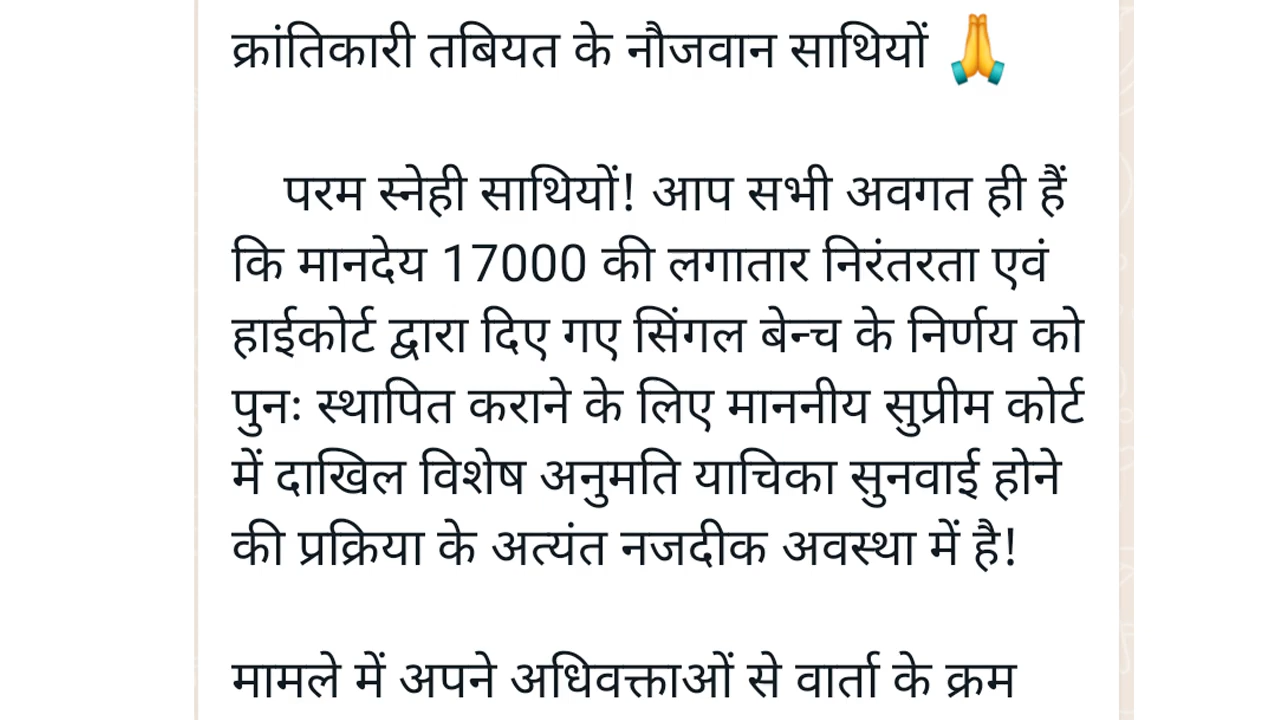 क्रांतिकारी तबियत के नौजवान साथियों 🙏
परम स्नेही साथियों! आप सभी अवगत ही हैं
कि मानदेय 17000 की लगातार निरंतरता एवं
हाईकोर्ट द्वारा दिए गए सिंगल बेन्च के निर्णय को
पुनः स्थापित कराने के लिए माननीय सुप्रीम कोर्ट
में दाखिल विशेष अनुमति याचिका सुनवाई होने
की प्रक्रिया के अत्यंत नजदीक अवस्था में है!
मामले में अपने अधिवक्ताओं से वार्ता के क्रम